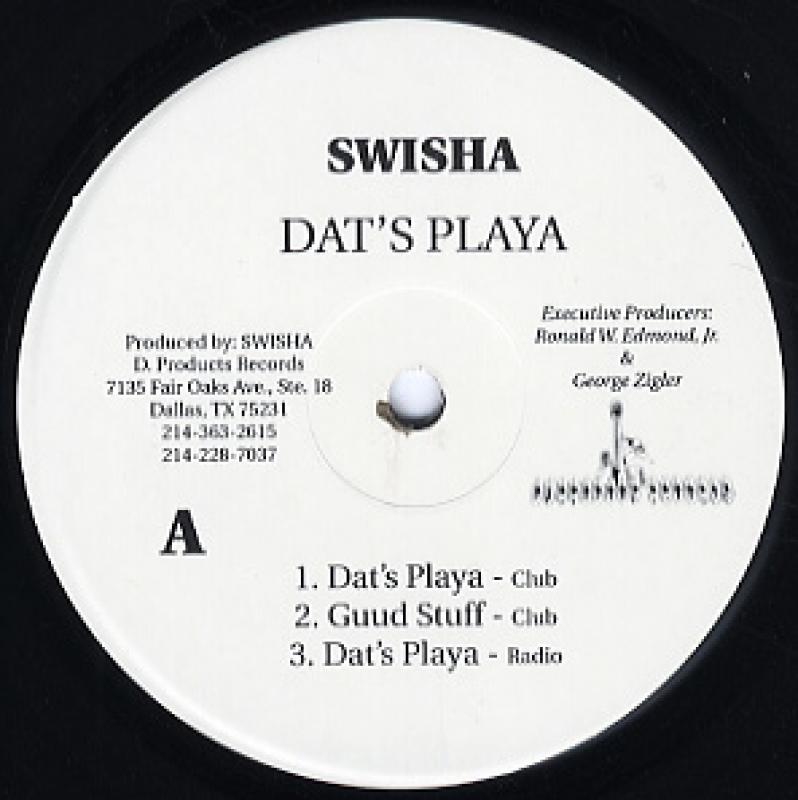 SWISHA
DAT'S PLAYA
Produced by: SWISHA
D. Products Records
7135 Fair Oaks Ave., Ste. 18
Dallas, TX 75231
214-363-2615
214-228-7037
Executive Producers:
Ronald W. Edmond, Jr.
&
George Zigler
A
1. Dat's Playa - Club
2. Guud Stuff - Club
3. Dat's Playa - Radio